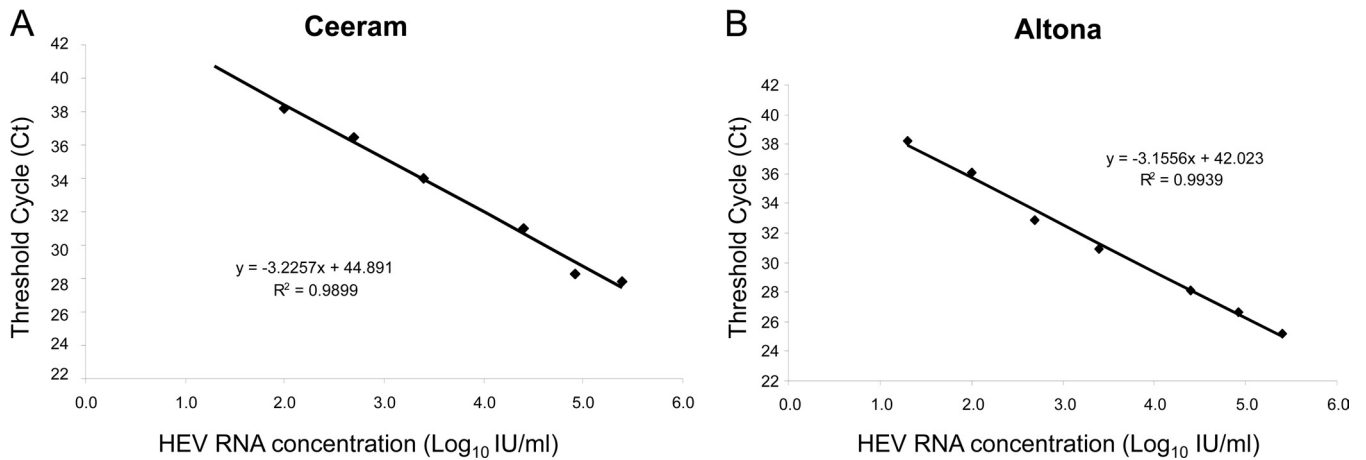 A
Ceeram
Threshold Cycle (Ct)
42
40
38
36
34
32
30
28
26
24
22
y = -3.2257x + 44.891
R² = 0.9899
0.0 1.0 2.0 3.0 4.0 5.0 6.0
HEV RNA concentration (Log₁₀ IU/ml)
B
Altona
Threshold Cycle (Ct)
42
40
38
36
34
32
30
28
26
24
22
y = -3.1556x + 42.023
R² = 0.9939
0.0 1.0 2.0 3.0 4.0 5.0 6.0
HEV RNA concentration (Log₁₀ IU/ml)